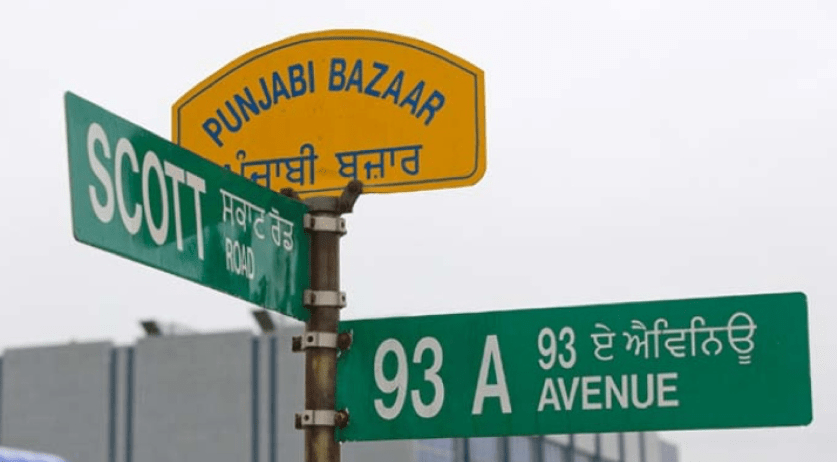 PUNJABI BAZAAR
ਪੰਜਾਬੀ ਬਜ਼ਾਰ
SCOTT ਸਕਾਟ ਰੋਡ
ROAD
93 A 93 ਏ ਐਵਿਨਿਊ
AVENUE